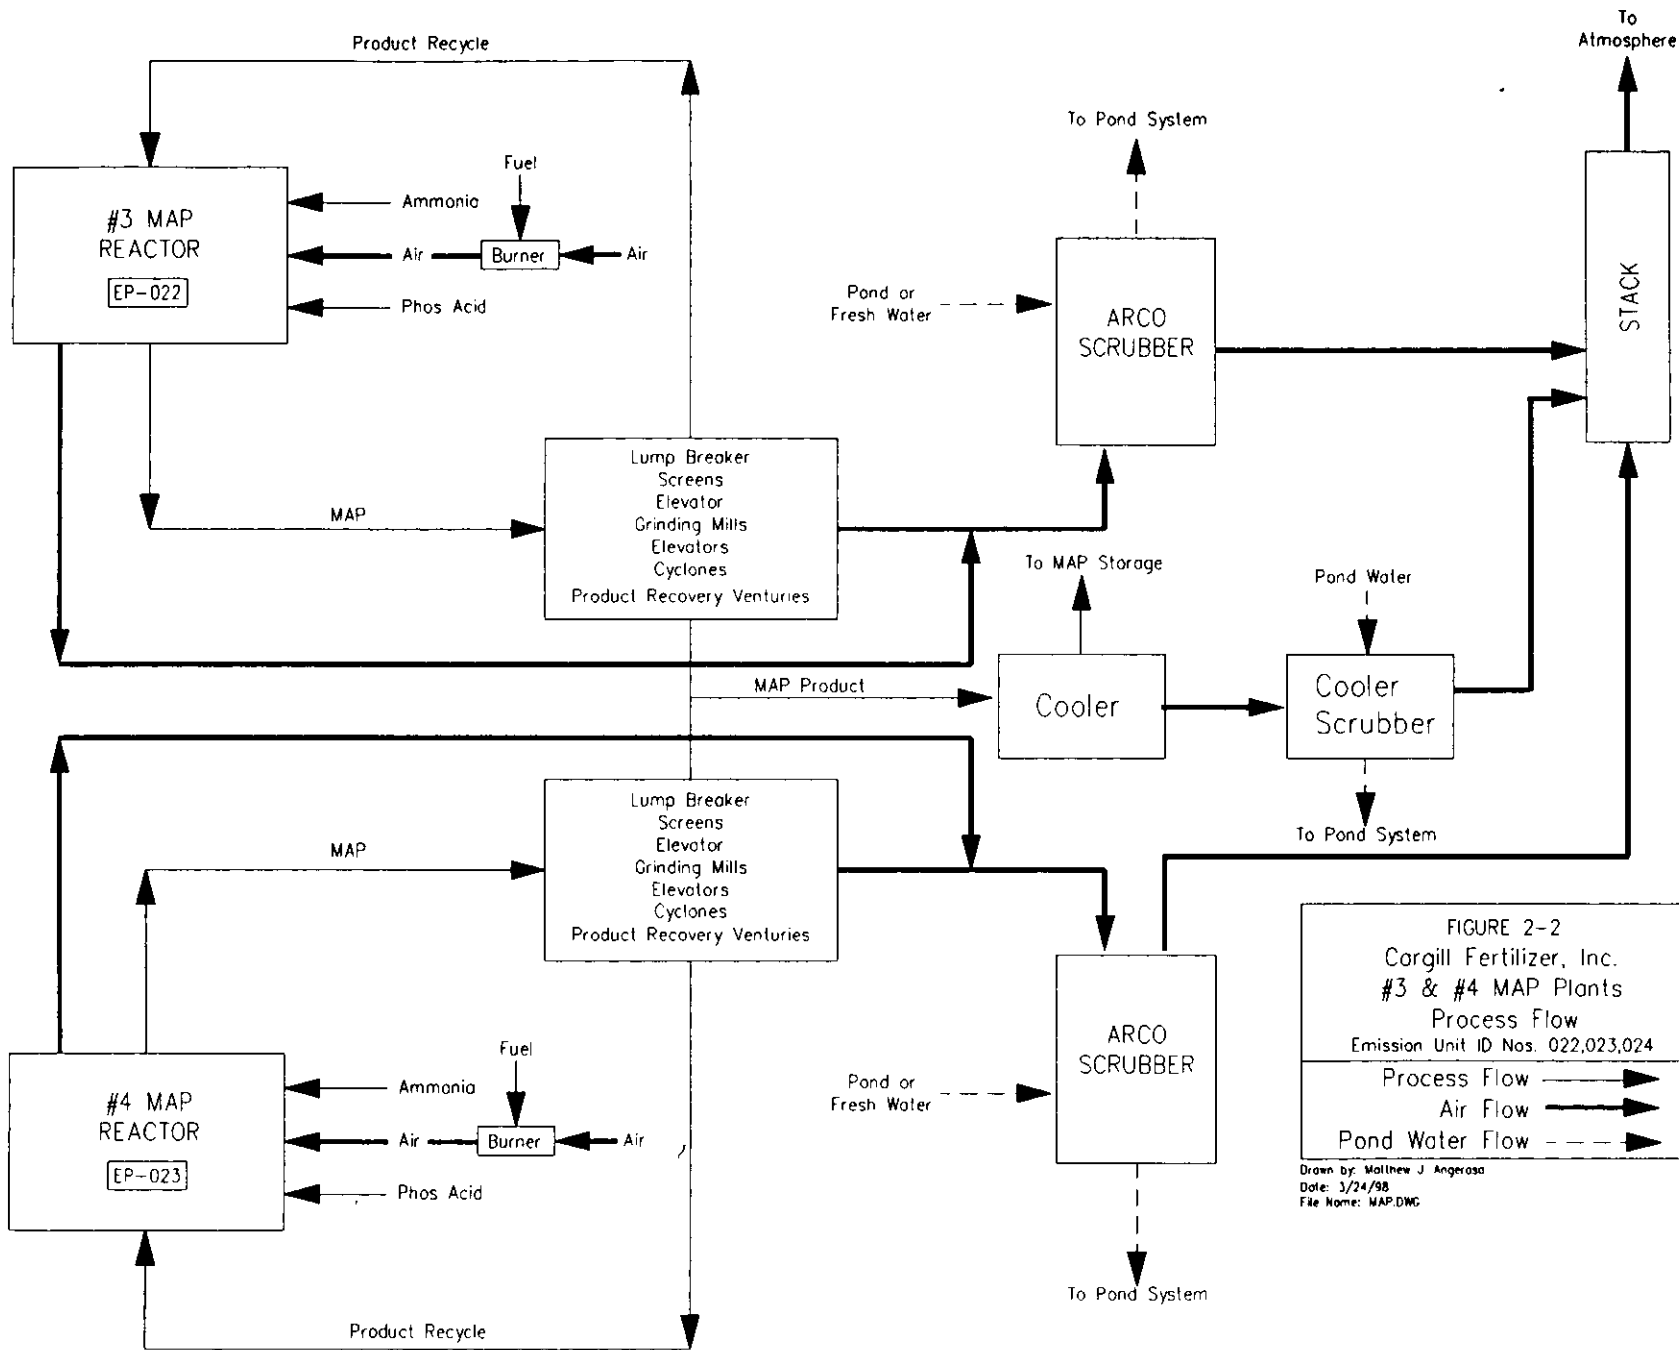 To
Atmosphere
Product Recycle
To Pond System
Fuel
#3 MAP
REACTOR
EP-022
Ammonia
Air
Burner
Air
Phos Acid
Pond or
Fresh Water
ARCO
SCRUBBER
STACK
MAP
Lump Breaker
Screens
Elevator
Grinding Mills
Elevators
Cyclones
Product Recovery Venturies
To MAP Storage
Pond Water
MAP Product
Cooler
Cooler
Scrubber
To Pond System
MAP
Lump Breaker
Screens
Elevator
Grinding Mills
Elevators
Cyclones
Product Recovery Venturies
#4 MAP
REACTOR
EP-023
Fuel
Ammonia
Air
Burner
Air
Phos Acid
Pond or
Fresh Water
ARCO
SCRUBBER
To Pond System
Product Recycle
FIGURE 2-2
Cargill Fertilizer, Inc.
#3 & #4 MAP Plants
Process Flow
Emission Unit ID Nos. 022,023,024
Process Flow
Air Flow
Pond Water Flow
Drawn by: Matthew J Angerosa
Date: 3/24/98
File Name: MAP.DWG